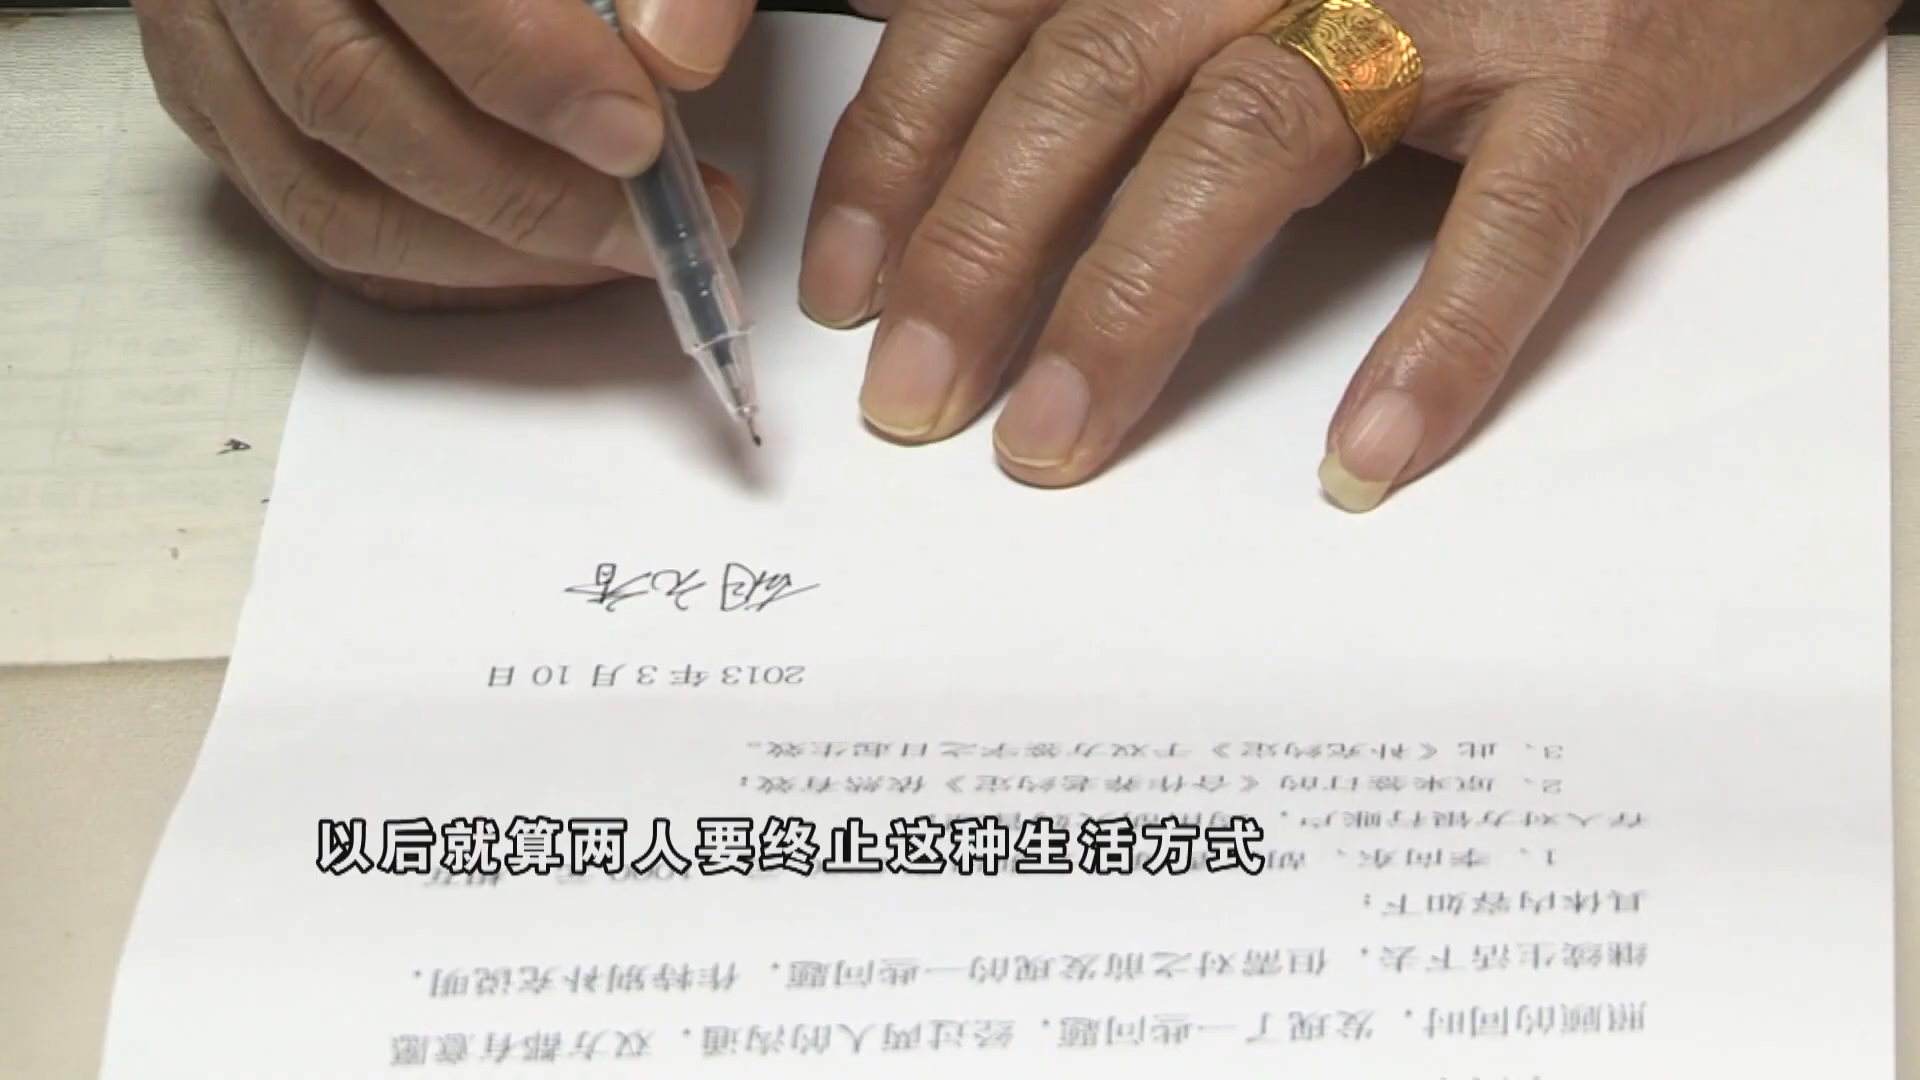 照顾的同时，发现了一些问题，经过两人的沟通，双方都有意愿
继续生活下去，但需对之前发现的一些问题，作特别补充说明，
具体内容如下：
1、李向东、胡 1000
存入对方银行账户，
2、原来签订的《合作养老约定》依然有效；
3、此《补充约定》于双方签字之日起生效。
2013 年 3 月 10 日
胡元香
以后就算两人要终止这种生活方式